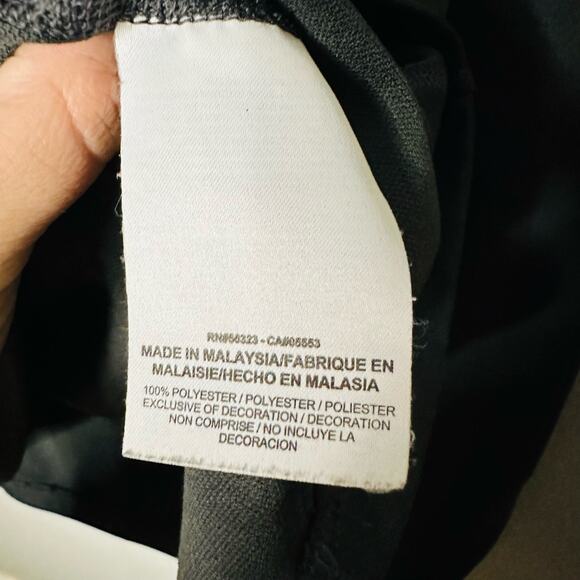 RN#56323 - CA#05553
MADE IN MALAYSIA/FABRIQUE EN
MALAISIE/HECHO EN MALASIA
100% POLYESTER / POLYESTER / POLIESTER
EXCLUSIVE OF DECORATION / DECORATION
NON COMPRISE / NO INCLUYE LA
DECORACION